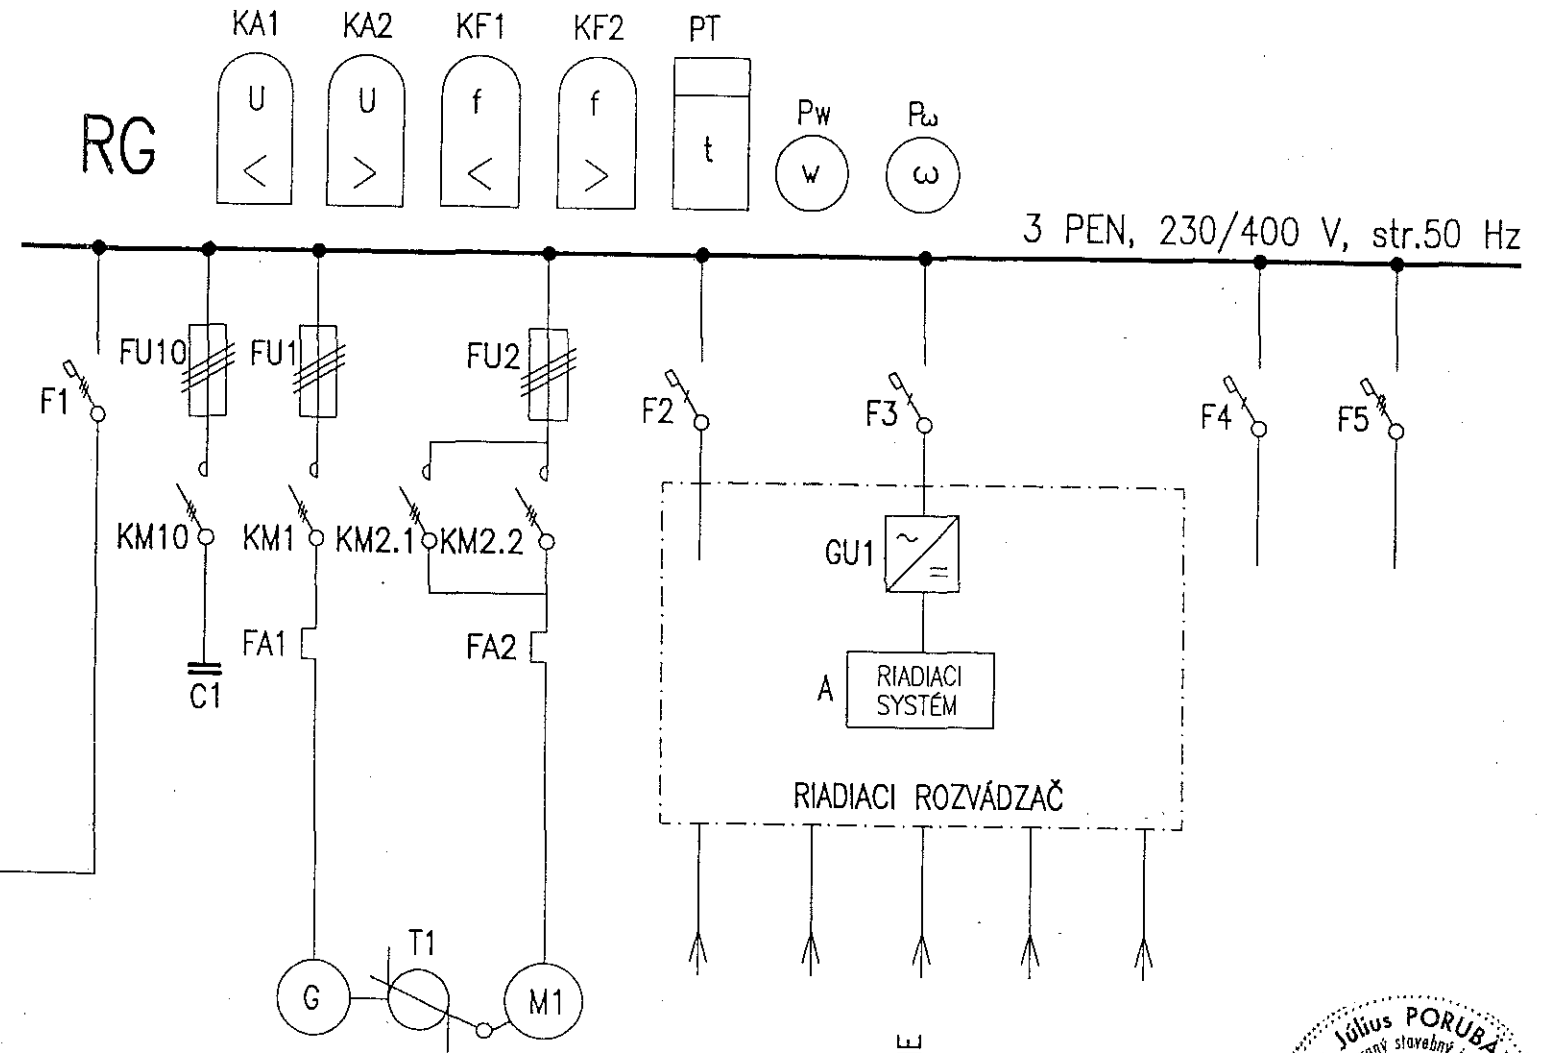 KA1 KA2 KF1 KF2 PT
U U f f
RG
Pw Pω
t
< > < > w ω
3 PEN, 230/400 V, str.50 Hz
FU10 FU1 FU2
F1 F2 F3 F4 F5
KM10 KM1 KM2.1 KM2.2
GU1
~
=
FA1 FA2
C1
A
RIADIACI
SYSTÉM
RIADIACI ROZVÁDZAČ
T1
G M1
E
Július PORUBA
stavebný